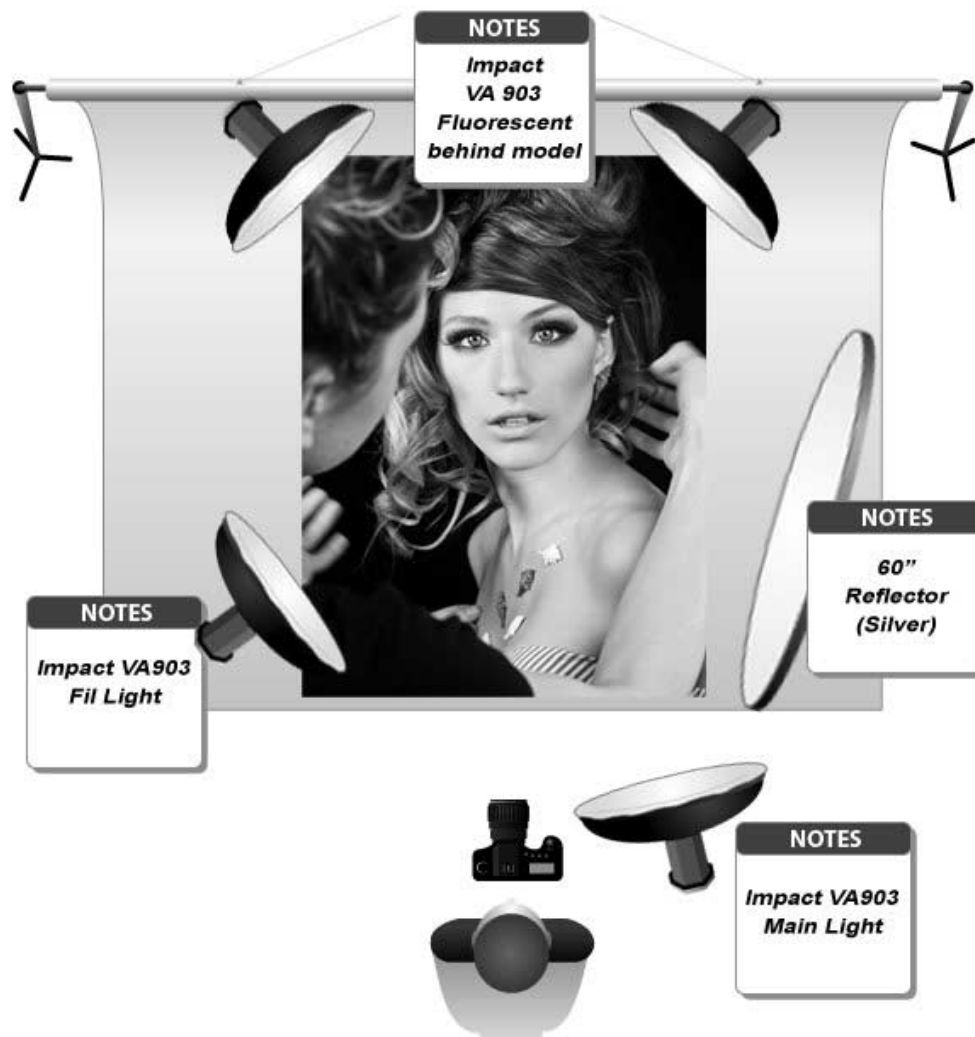 NOTES
Impact
VA 903
Fluorescent
behind model
NOTES
60”
Reflector
(Silver)
NOTES
Impact VA903
Fil Light
NOTES
Impact VA903
Main Light